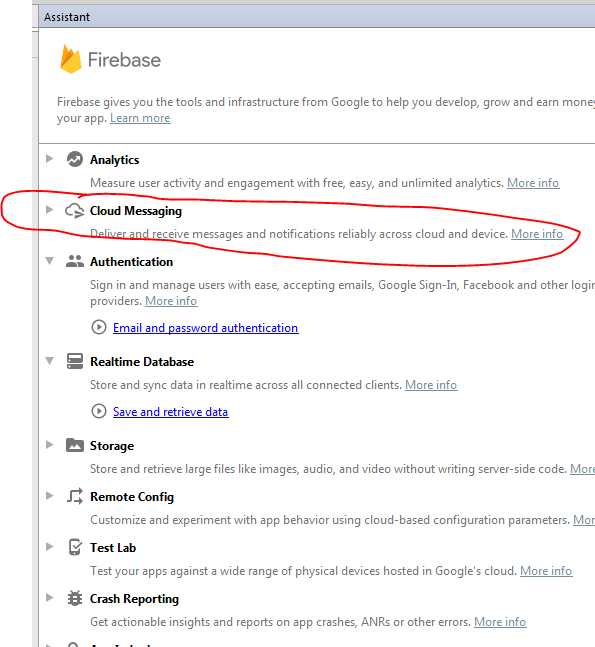 Assistant
Firebase
Firebase gives you the tools and infrastructure from Google to help you develop, grow and earn money
your app. Learn more
Analytics
Measure user activity and engagement with free, easy, and unlimited analytics. More info
Cloud Messaging
Deliver and receive messages and notifications reliably across cloud and device. More info
Authentication
Sign in and manage users with ease, accepting emails, Google Sign-In, Facebook and other login
providers. More info
Email and password authentication
Realtime Database
Store and sync data in realtime across all connected clients. More info
Save and retrieve data
Storage
Store and retrieve large files like images, audio, and video without writing server-side code. More
Remote Config
Customize and experiment with app behavior using cloud-based configuration parameters. Mor
Test Lab
Test your apps against a wide range of physical devices hosted in Google's cloud. More info
Crash Reporting
Get actionable insights and reports on app crashes, ANRs or other errors. More info